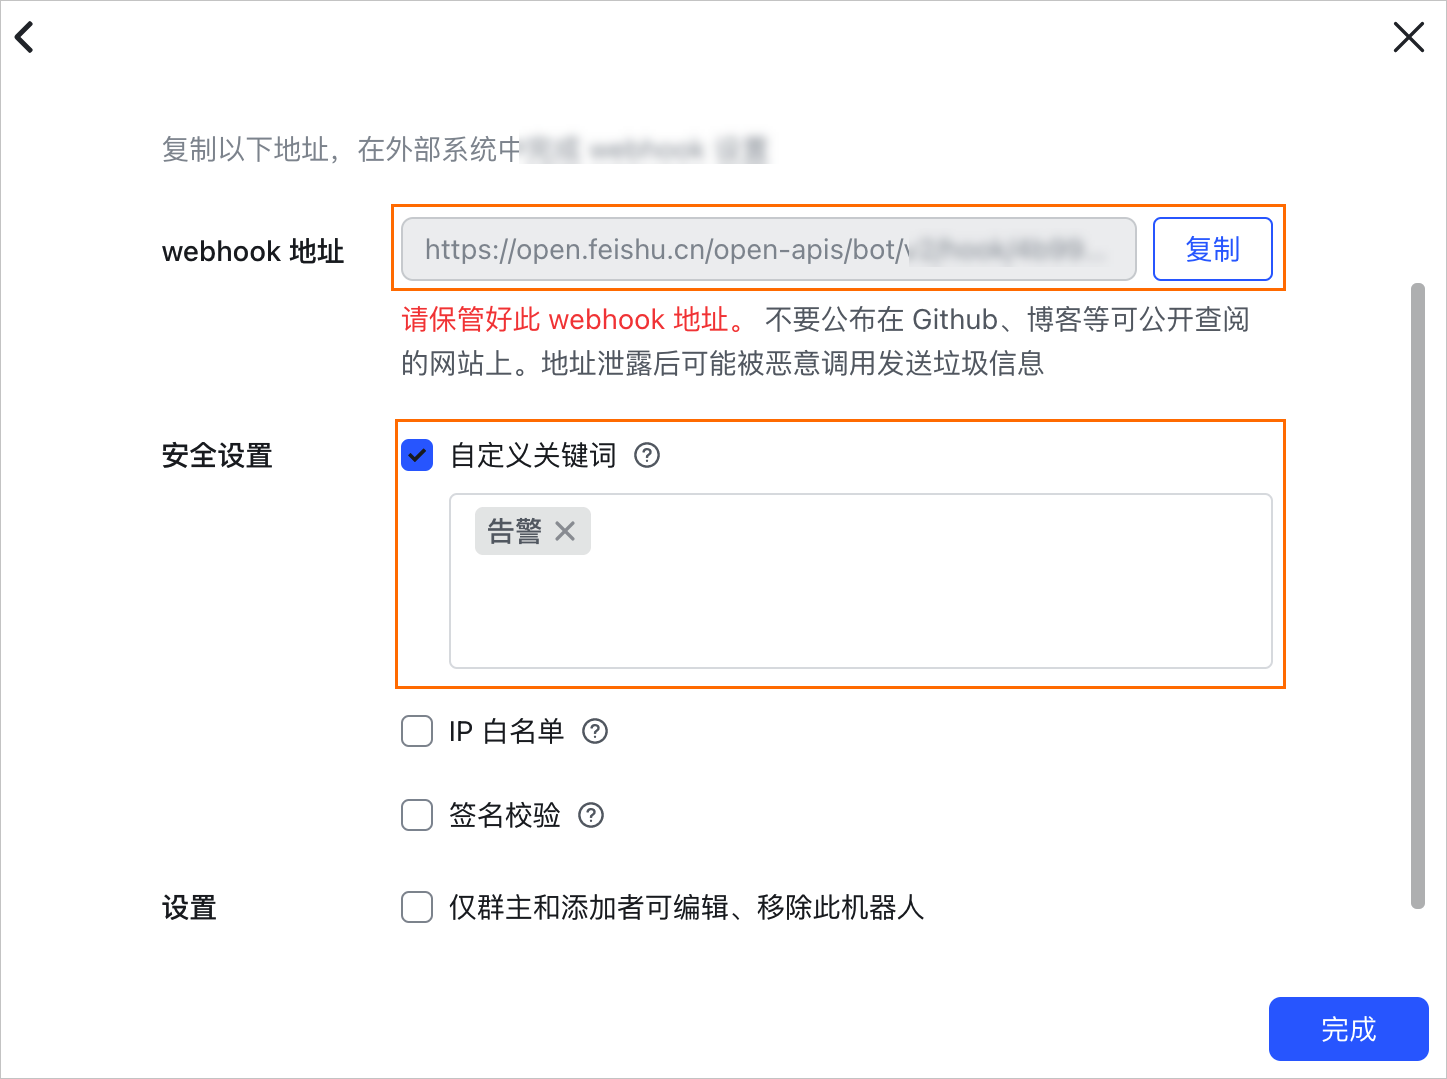 复制以下地址，在外部系统中
webhook 地址
https://open.feishu.cn/open-apis/bot/
复制
请保管好此 webhook 地址。 不要公布在 Github、博客等可公开查阅
的网站上。地址泄露后可能被恶意调用发送垃圾信息
安全设置
自定义关键词
告警
IP 白名单
签名校验
设置
仅群主和添加者可编辑、移除此机器人
完成